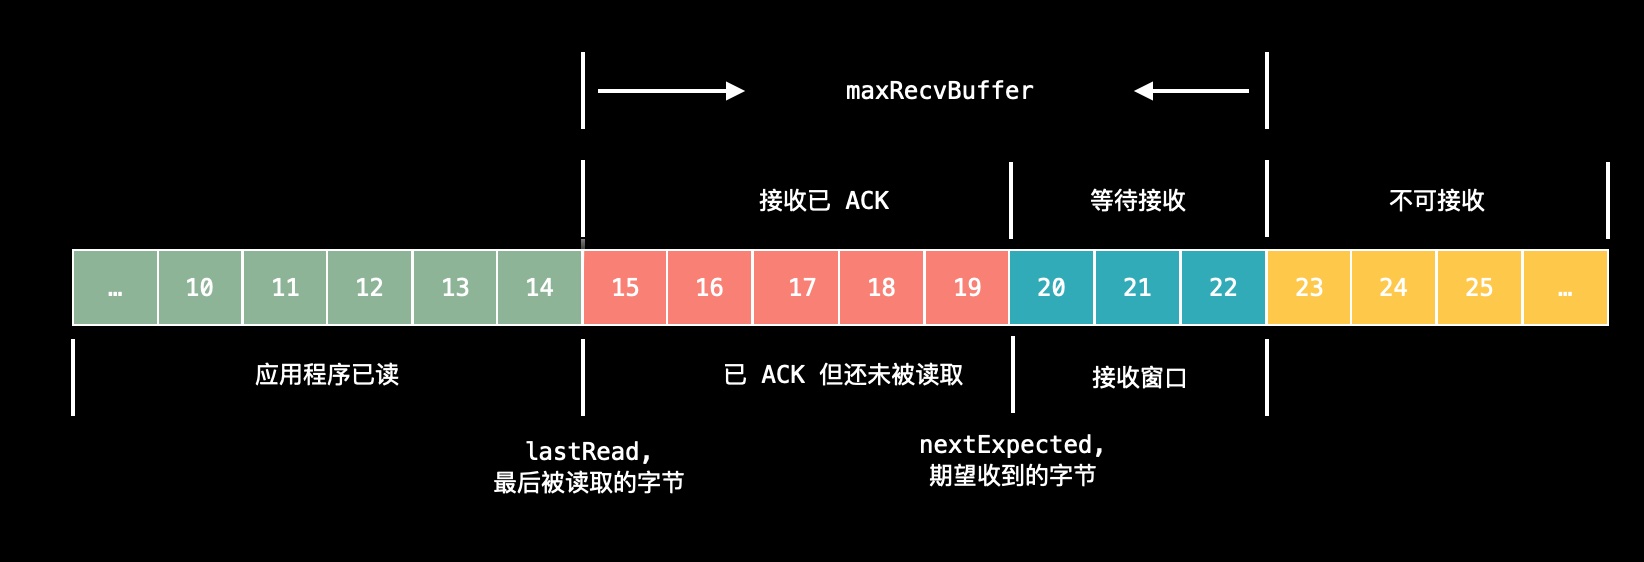 maxRecvBuffer
接收已 ACK 等待接收 不可接收
… 10 11 12 13 14 15 16 17 18 19 20 21 22 23 24 25 …
应用程序已读 已 ACK 但还未被读取 接收窗口
lastRead,
最后被读取的字节
nextExpected,
期望收到的字节